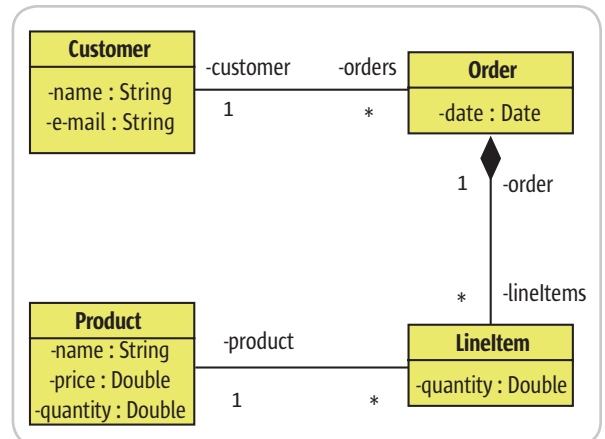 Customer
-name : String
-e-mail : String
-customer
-orders
1
*
Order
-date : Date
1
-order
*
-lineItems
Product
-name : String
-price : Double
-quantity : Double
-product
1
*
LineItem
-quantity : Double